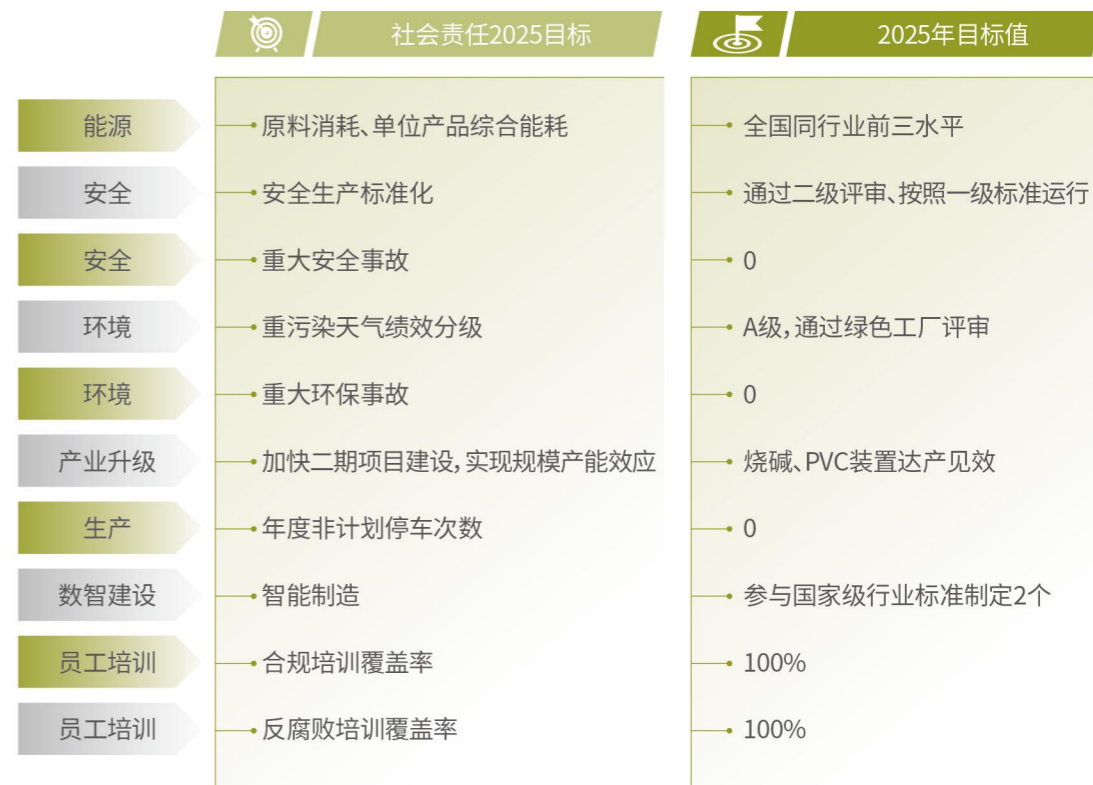 社会责任2025目标 2025年目标值
能源 原料消耗、单位产品综合能耗 全国同行业前三水平
安全 安全生产标准化 通过二级评审、按照一级标准运行
安全 重大安全事故 0
环境 重污染天气绩效分级 A级，通过绿色工厂评审
环境 重大环保事故 0
产业升级 加快二期项目建设，实现规模产能效应 烧碱、PVC装置达产见效
生产 年度非计划停车次数 0
数智建设 智能制造 参与国家级行业标准制定2个
员工培训 合规培训覆盖率 100%
员工培训 反腐败培训覆盖率 100%